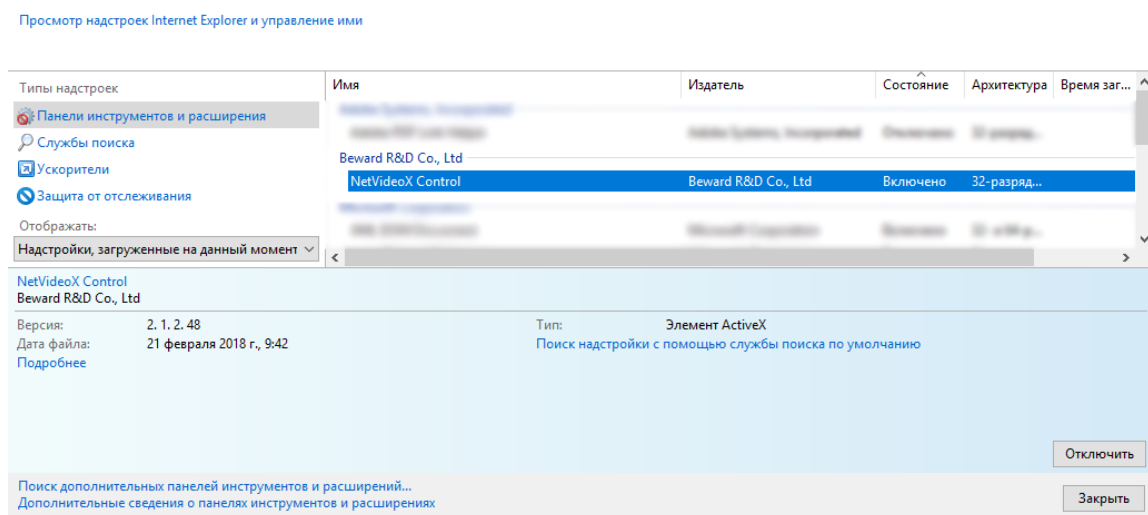 Просмотр надстроек Internet Explorer и управление ими
Типы надстроек
Панели инструментов и расширения
Службы поиска
Ускорители
Защита от отслеживания
Отображать:
Надстройки, загруженные на данный момент
Имя Издатель Состояние Архитектура Время заг...
Beward R&D Co., Ltd
NetVideoX Control Beward R&D Co., Ltd Включено 32-разряд...
NetVideoX Control
Beward R&D Co., Ltd
Версия: 2. 1. 2. 48 Тип: Элемент ActiveX
Дата файла: 21 февраля 2018 г., 9:42 Поиск надстройки с помощью службы поиска по умолчанию
Подробнее
Отключить
Поиск дополнительных панелей инструментов и расширений...
Дополнительные сведения о панелях инструментов и расширениях
Закрыть